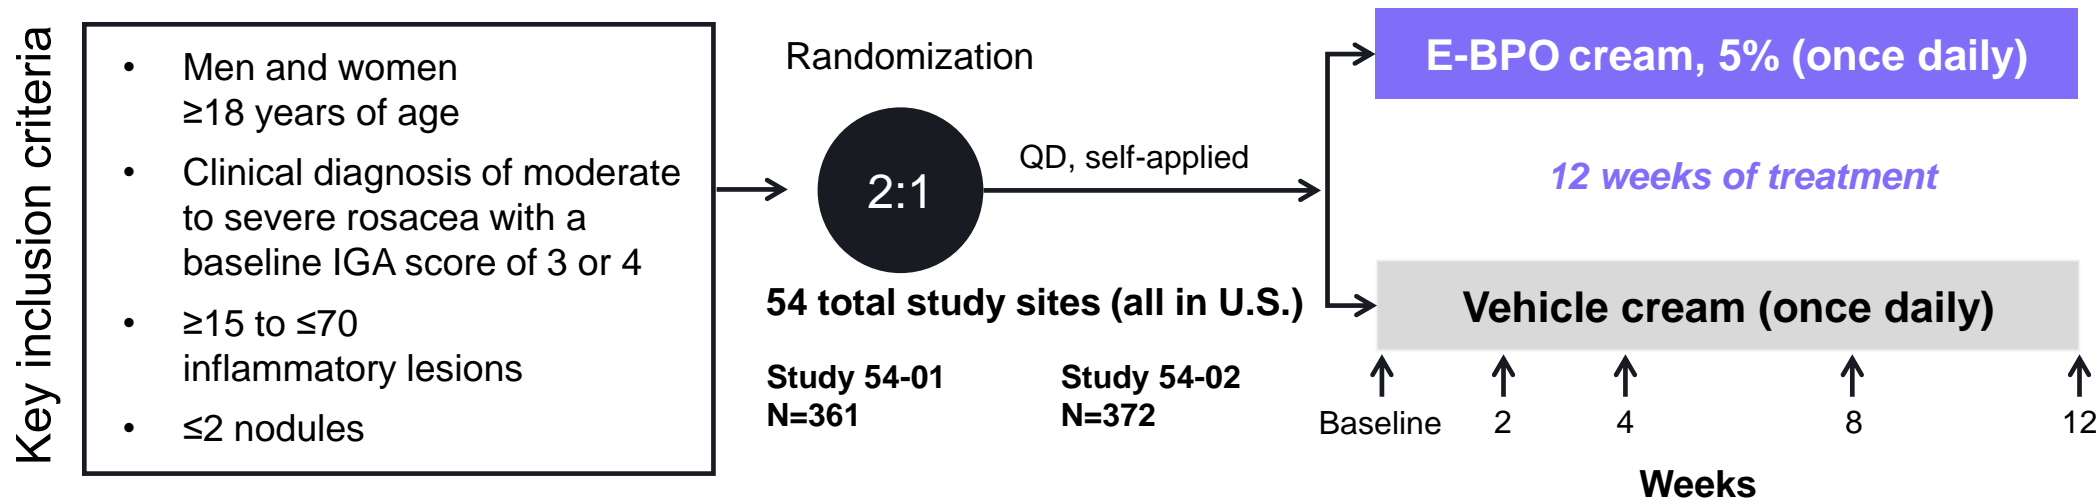 Key inclusion criteria
• Men and women
≥18 years of age
• Clinical diagnosis of moderate
to severe rosacea with a
baseline IGA score of 3 or 4
• ≥15 to ≤70
inflammatory lesions
• ≤2 nodules
Randomization
2:1
QD, self-applied
54 total study sites (all in U.S.)
Study 54-01
N=361
Study 54-02
N=372
E-BPO cream, 5% (once daily)
12 weeks of treatment
Vehicle cream (once daily)
Baseline 2 4 8 12
Weeks